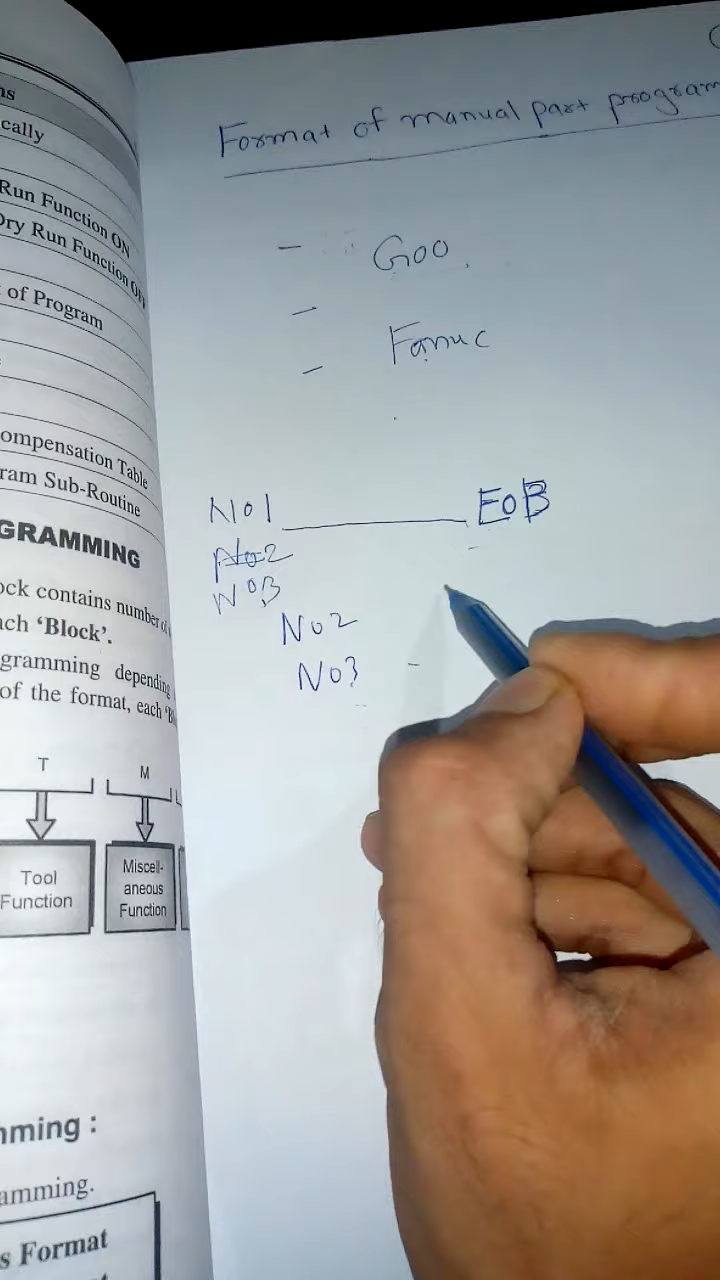 ns
cally
Run Function ON
Dry Run Function
of Program
ompensation Table
ram Sub-Routine
GRAMMING
ock contains number
ach ‘Block’.
gramming depending
of the format, each
T M
Tool Function
Miscell-aneous Function
mming :
amming.
s Format
Format of manual part program
G00
Fanuc
N01 EOB
N02
N03
N02
N03